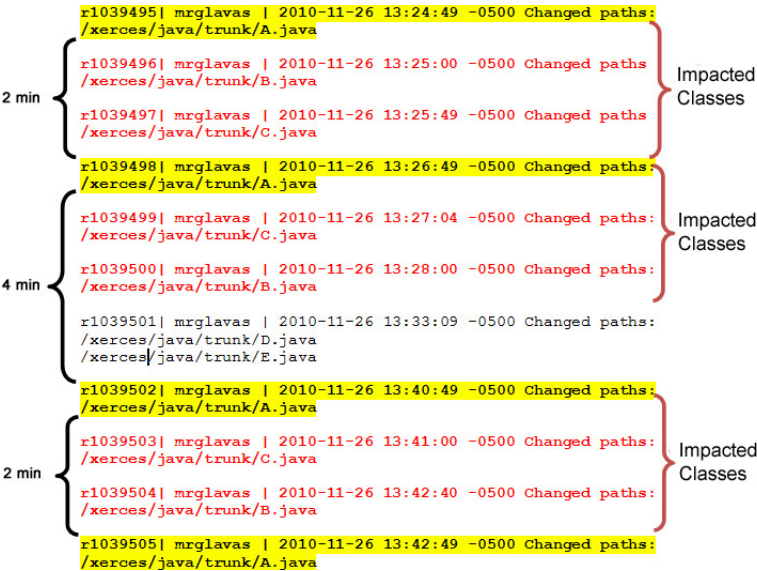 r1039495| mrglavas | 2010-11-26 13:24:49 -0500 Changed paths:
/xerces/java/trunk/A.java
r1039496| mrglavas | 2010-11-26 13:25:00 -0500 Changed paths
/xerces/java/trunk/B.java
r1039497| mrglavas | 2010-11-26 13:25:49 -0500 Changed paths
/xerces/java/trunk/C.java
2 min
Impacted
Classes
r1039498| mrglavas | 2010-11-26 13:26:49 -0500 Changed paths:
/xerces/java/trunk/A.java
r1039499| mrglavas | 2010-11-26 13:27:04 -0500 Changed paths:
/xerces/java/trunk/C.java
r1039500| mrglavas | 2010-11-26 13:28:00 -0500 Changed paths:
/xerces/java/trunk/B.java
Impacted
Classes
4 min
r1039501| mrglavas | 2010-11-26 13:33:09 -0500 Changed paths:
/xerces/java/trunk/D.java
/xerces/java/trunk/E.java
r1039502| mrglavas | 2010-11-26 13:40:49 -0500 Changed paths:
/xerces/java/trunk/A.java
r1039503| mrglavas | 2010-11-26 13:41:00 -0500 Changed paths:
/xerces/java/trunk/C.java
r1039504| mrglavas | 2010-11-26 13:42:40 -0500 Changed paths:
/xerces/java/trunk/B.java
2 min
Impacted
Classes
r1039505| mrglavas | 2010-11-26 13:42:49 -0500 Changed paths:
/xerces/java/trunk/A.java